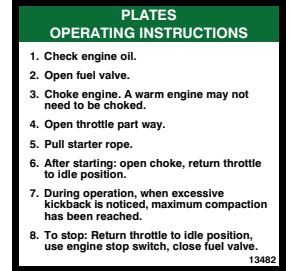 PLATES
OPERATING INSTRUCTIONS
1. Check engine oil.
2. Open fuel valve.
3. Choke engine. A warm engine may not
need to be choked.
4. Open throttle part way.
5. Pull starter rope.
6. After starting: open choke, return throttle
to idle position.
7. During operation, when excessive
kickback is noticed, maximum compaction
has been reached.
8. To stop: Return throttle to idle position,
use engine stop switch, close fuel valve.
13482